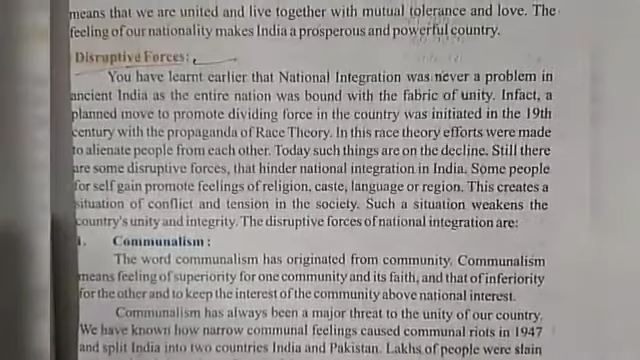 means that we are united and live together with mutual tolerance and love. The
feeling of our nationality makes India a prosperous and powerful country.
Disruptive Forces:
You have learnt earlier that National Integration was never a problem in
ancient India as the entire nation was bound with the fabric of unity. Infact, a
planned move to promote dividing force in the country was initiated in the 19th
century with the propaganda of Race Theory. In this race theory efforts were made
to alienate people from each other. Today such things are on the decline. Still there
are some disruptive forces, that hinder national integration in India. Some people
for self gain promote feelings of religion, caste, language or region. This creates a
situation of conflict and tension in the society. Such a situation weakens the
country's unity and integrity. The disruptive forces of national integration are:
1. Communalism :
The word communalism has originated from community. Communalism
means feeling of superiority for one community and its faith, and that of inferiority
for the other and to keep the interest of the community above national interest.
Communalism has always been a major threat to the unity of our country.
We have known how narrow communal feelings caused communal riots in 1947
and split India into two countries India and Pakistan. Lakhs of people were slain